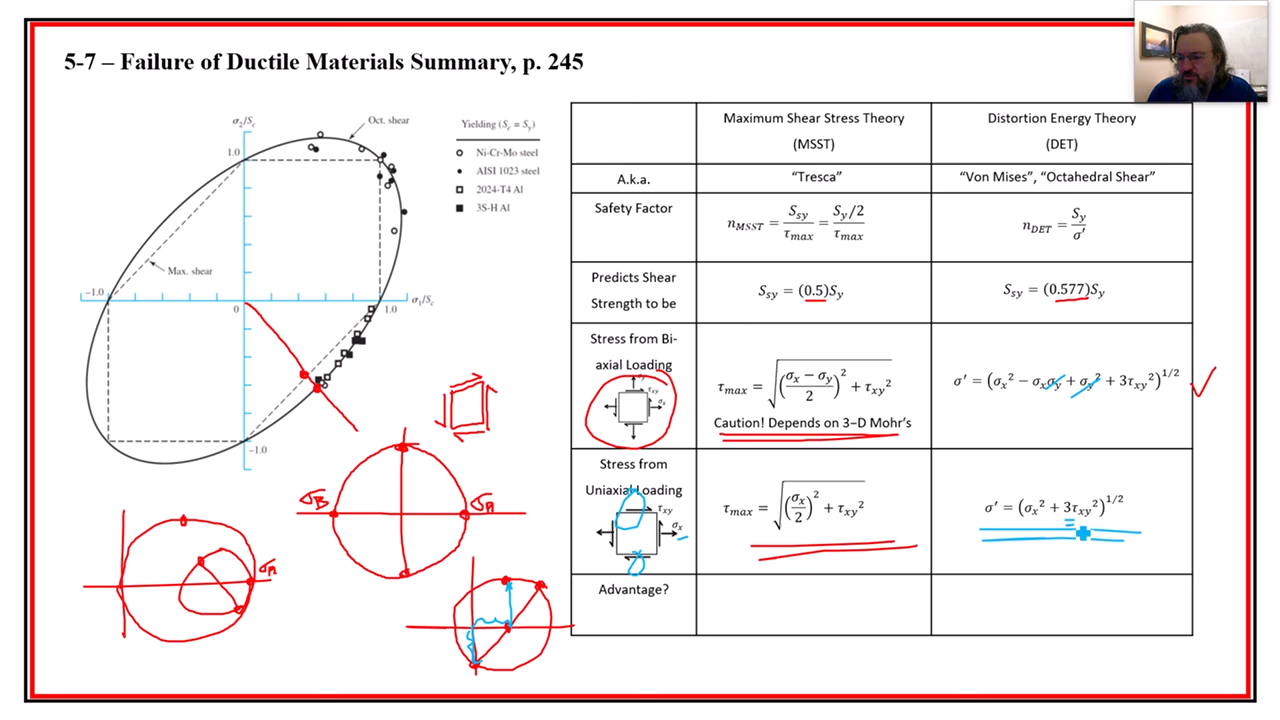 5-7 – Failure of Ductile Materials Summary, p. 245
σ₂/Sc
Oct. shear
Yielding (Sc = Sy)
Ni-Cr-Mo steel
AISI 1023 steel
2024-T4 Al
3S-H Al
1.0
Max. shear
−1.0
0
1.0
σ₁/Sc
−1.0
σB
σA
σA
Maximum Shear Stress Theory
(MSST)
Distortion Energy Theory
(DET)
A.k.a.
“Tresca”
“Von Mises”, “Octahedral Shear”
Safety Factor
nMSST = Ssy/τmax = (Sy/2)/τmax
nDET = Sy/σ′
Predicts Shear
Strength to be
Ssy = (0.5)Sy
Ssy = (0.577)Sy
Stress from Bi-
axial Loading
τxy
σx
τmax = √(((σx − σy)/2)² + τxy²)
Caution! Depends on 3−D Mohr’s
σ′ = (σx² − σxσy + σy² + 3τxy²)^1/2
Stress from
Uniaxial Loading
τxy
σx
τmax = √((σx/2)² + τxy²)
σ′ = (σx² + 3τxy²)^1/2
Advantage?